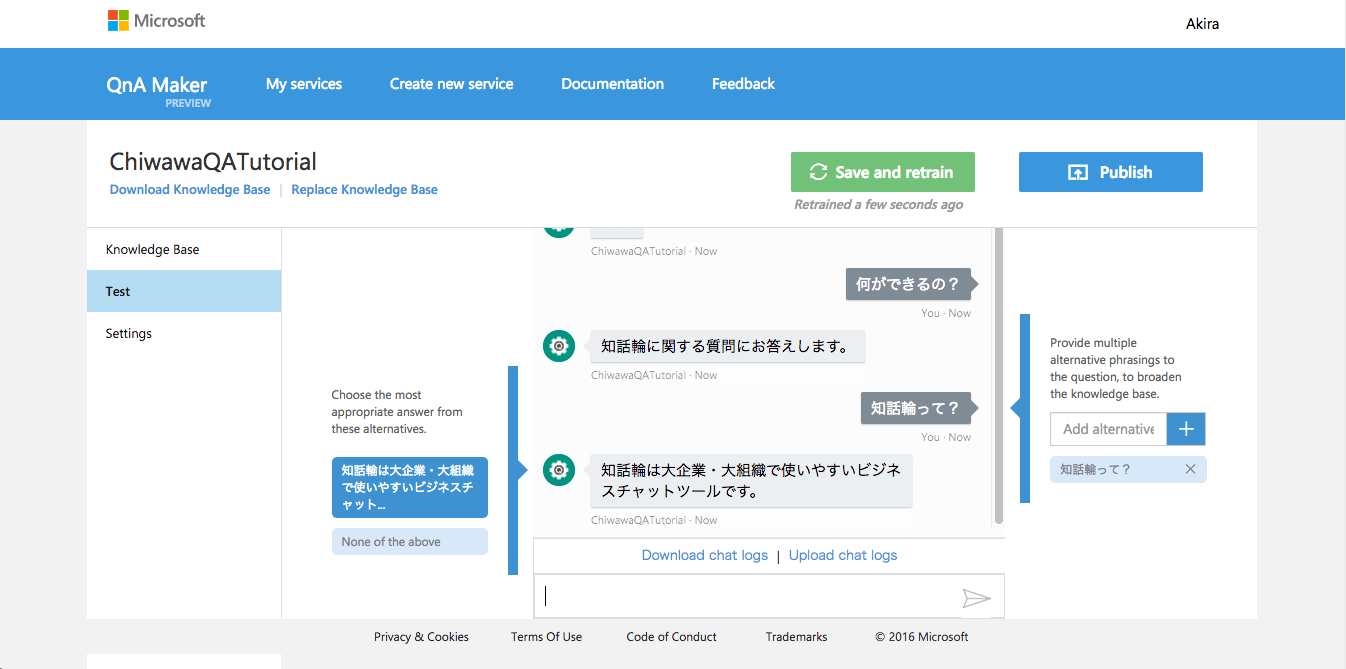 Microsoft
Akira
QnA Maker
PREVIEW
My services
Create new service
Documentation
Feedback
ChiwawaQATutorial
Download Knowledge Base | Replace Knowledge Base
Save and retrain
Retrained a few seconds ago
Publish
Knowledge Base
Test
Settings
Choose the most
appropriate answer from
these alternatives.
知話輪は大企業・大組織
で使いやすいビジネスチ
ャット...
None of the above
ChiwawaQATutorial · Now
何ができるの？
You · Now
知話輪に関する質問にお答えします。
ChiwawaQATutorial · Now
知話輪って？
You · Now
知話輪は大企業・大組織で使いやすいビジネ
スチャットツールです。
ChiwawaQATutorial · Now
Download chat logs | Upload chat logs
Provide multiple
alternative phrasings to
the question, to broaden
the knowledge base.
Add alternative
知話輪って？
Privacy & Cookies
Terms Of Use
Code of Conduct
Trademarks
© 2016 Microsoft